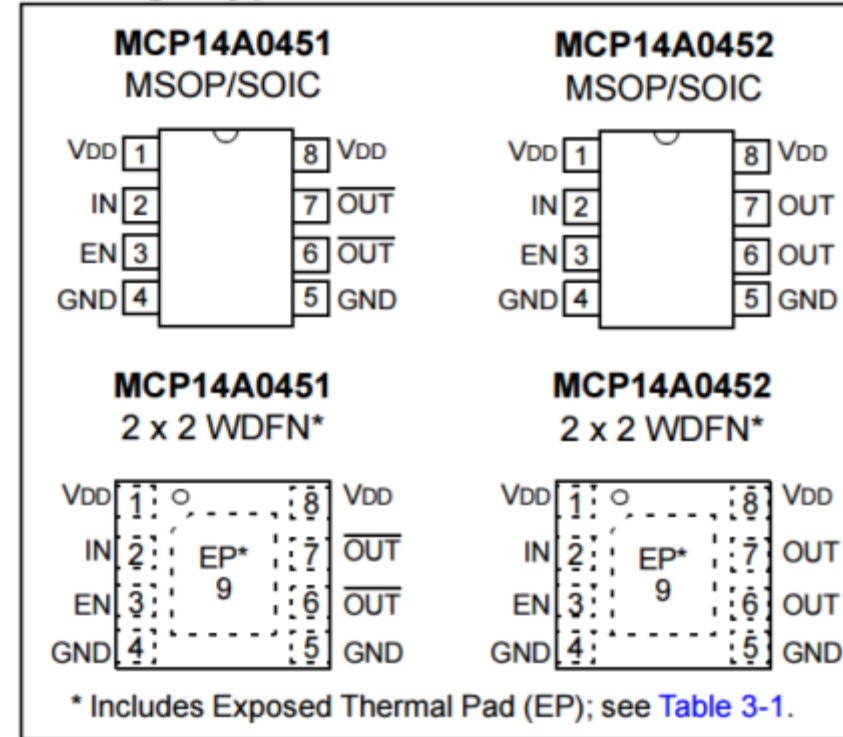 MCP14A0451
MSOP/SOIC
VDD 1 8 VDD
IN 2 7 OUT
EN 3 6 OUT
GND 4 5 GND
MCP14A0452
MSOP/SOIC
VDD 1 8 VDD
IN 2 7 OUT
EN 3 6 OUT
GND 4 5 GND
MCP14A0451
2 x 2 WDFN*
VDD 1 8 VDD
IN 2 EP* 7 OUT
EN 3 9 6 OUT
GND 4 5 GND
MCP14A0452
2 x 2 WDFN*
VDD 1 8 VDD
IN 2 EP* 7 OUT
EN 3 9 6 OUT
GND 4 5 GND
* Includes Exposed Thermal Pad (EP); see Table 3-1.